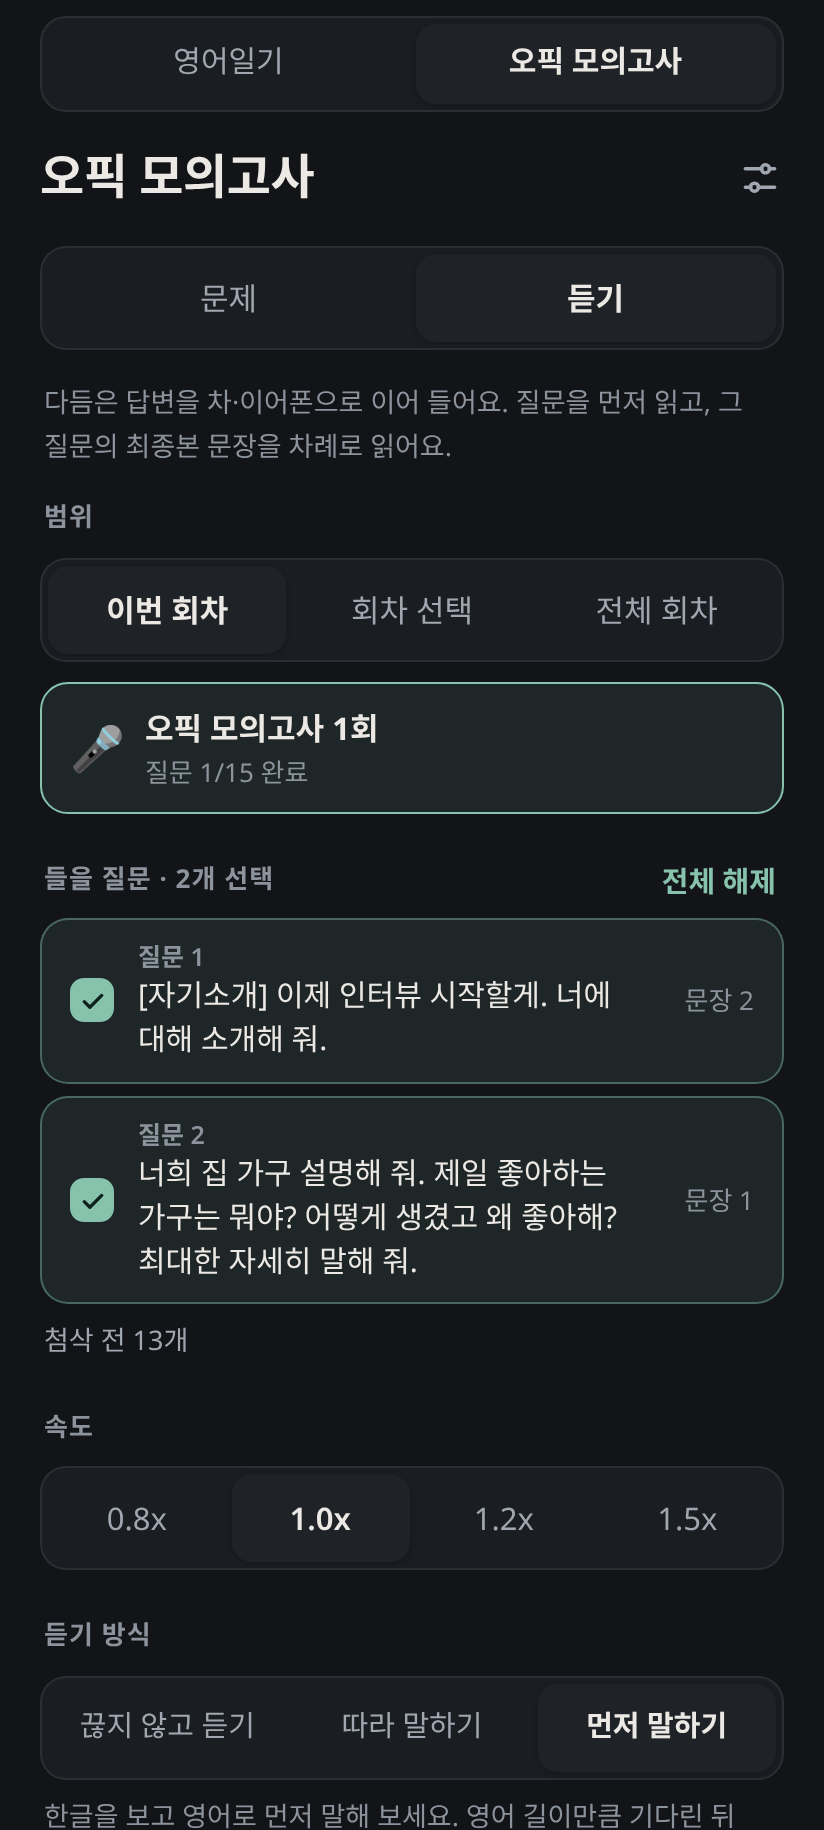 영어일기
오픽 모의고사
오픽 모의고사
문제
듣기
다듬은 답변을 차·이어폰으로 이어 들어요. 질문을 먼저 읽고, 그
질문의 최종본 문장을 차례로 읽어요.
범위
이번 회차
회차 선택
전체 회차
오픽 모의고사 1회
질문 1/15 완료
들을 질문 · 2개 선택
전체 해제
질문 1
[자기소개] 이제 인터뷰 시작할게. 너에
대해 소개해 줘.
문장 2
질문 2
너희 집 가구 설명해 줘. 제일 좋아하는
가구는 뭐야? 어떻게 생겼고 왜 좋아해?
최대한 자세히 말해 줘.
문장 1
첨삭 전 13개
속도
0.8x
1.0x
1.2x
1.5x
듣기 방식
끊지 않고 듣기
따라 말하기
먼저 말하기
한글을 보고 영어로 먼저 말해 보세요. 영어 길이만큼 기다린 뒤